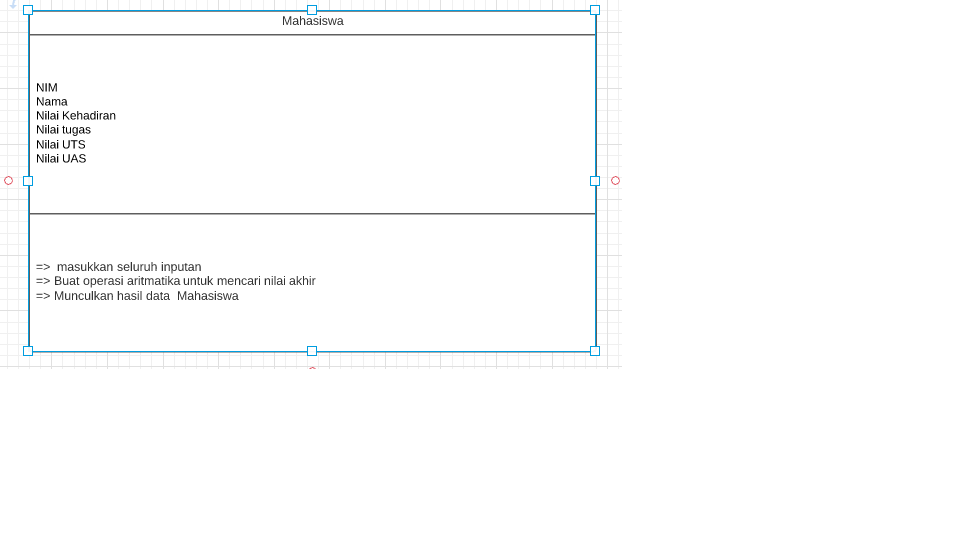 Mahasiswa
NIM
Nama
Nilai Kehadiran
Nilai tugas
Nilai UTS
Nilai UAS
=>  masukkan seluruh inputan
=> Buat operasi aritmatika untuk mencari nilai akhir
=> Munculkan hasil data  Mahasiswa